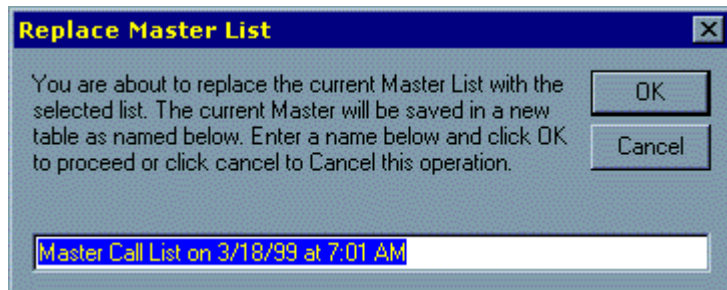 Replace Master List
You are about to replace the current Master List with the
selected list. The current Master will be saved in a new
table as named below. Enter a name below and click OK
to proceed or click cancel to Cancel this operation.
OK
Cancel
Master Call List on 3/18/99 at 7:01 AM